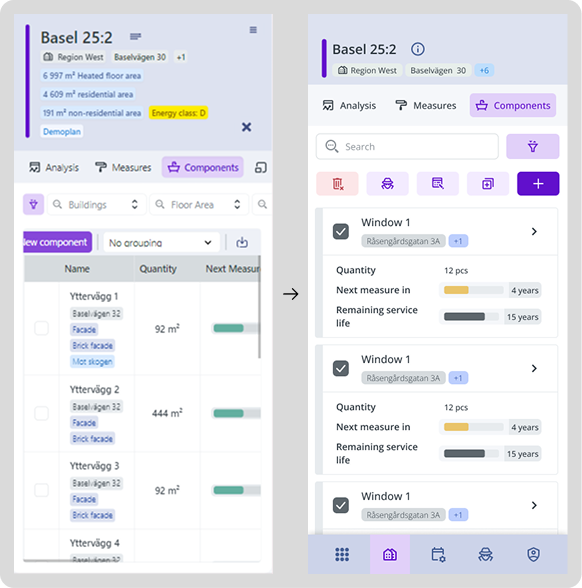 Basel 25:2
Region West
Baselvägen 30
+1
6 997 m² Heated floor area
4 609 m² residential area
191 m² non-residential area
Energy class: D
Demoplan
Analysis
Measures
Components
Buildings
Floor Area
New component
No grouping
Name
Quantity
Next Measur
Yttervägg 1
Baselvägen 32
Facade
Brick facade
Mot skogen
92 m²
Yttervägg 2
Baselvägen 32
Facade
Brick facade
444 m²
Yttervägg 3
Baselvägen 32
Facade
Brick facade
92 m²
Yttervägg 4
Baselvägen 32
Basel 25:2
Region West
Baselvägen 30
+6
Analysis
Measures
Components
Search
Window 1
Råsengårdsgatan 3A
+1
Quantity
12 pcs
Next measure in
4 years
Remaining service
life
15 years
Window 1
Råsengårdsgatan 3A
+1
Quantity
12 pcs
Next measure in
4 years
Remaining service
life
15 years
Window 1
Råsengårdsgatan 3A
+1